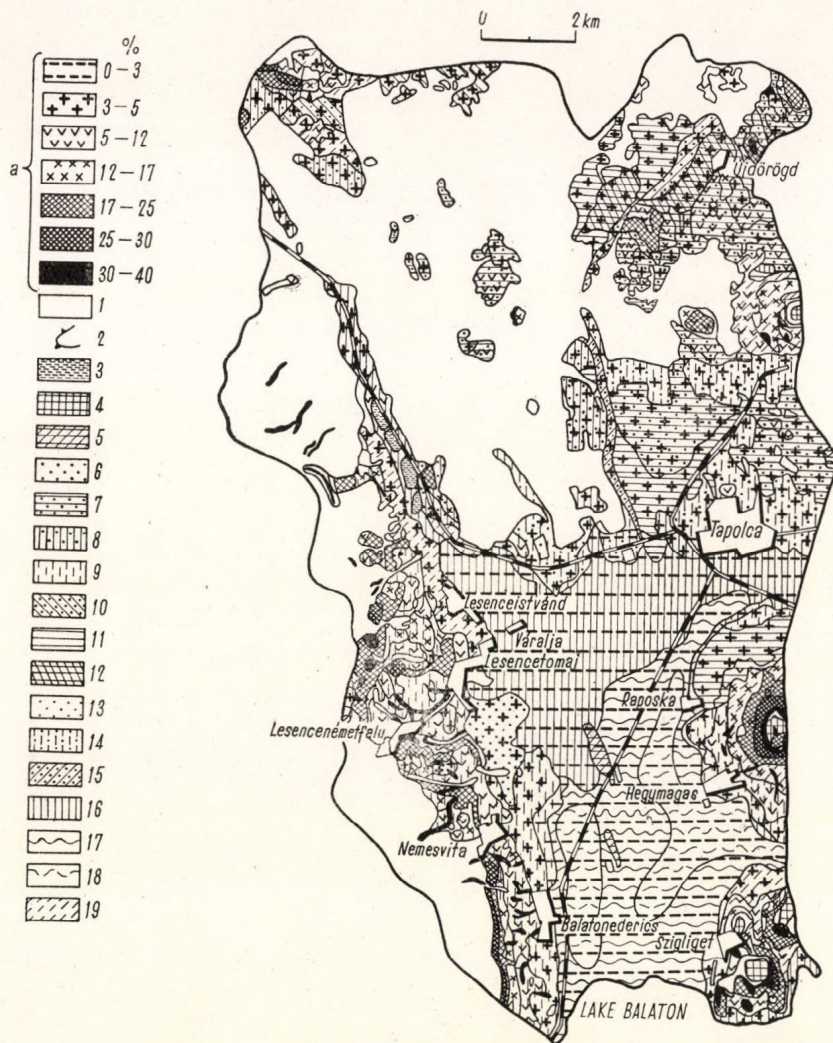 %
0-3
3-5
5-12
12-17
17-25
25-30
30-40
a
1
2
3
4
5
6
7
8
9
10
11
12
13
14
15
16
17
18
19
0 2 km
Újdörögd
Tapolca
Lesenceistvánd
Váralja
Lesencetomaj
Raposka
Lesencenémetfalu
Hegymagas
Nemesvita
Balatonederics
Szigliget
LAKE BALATON